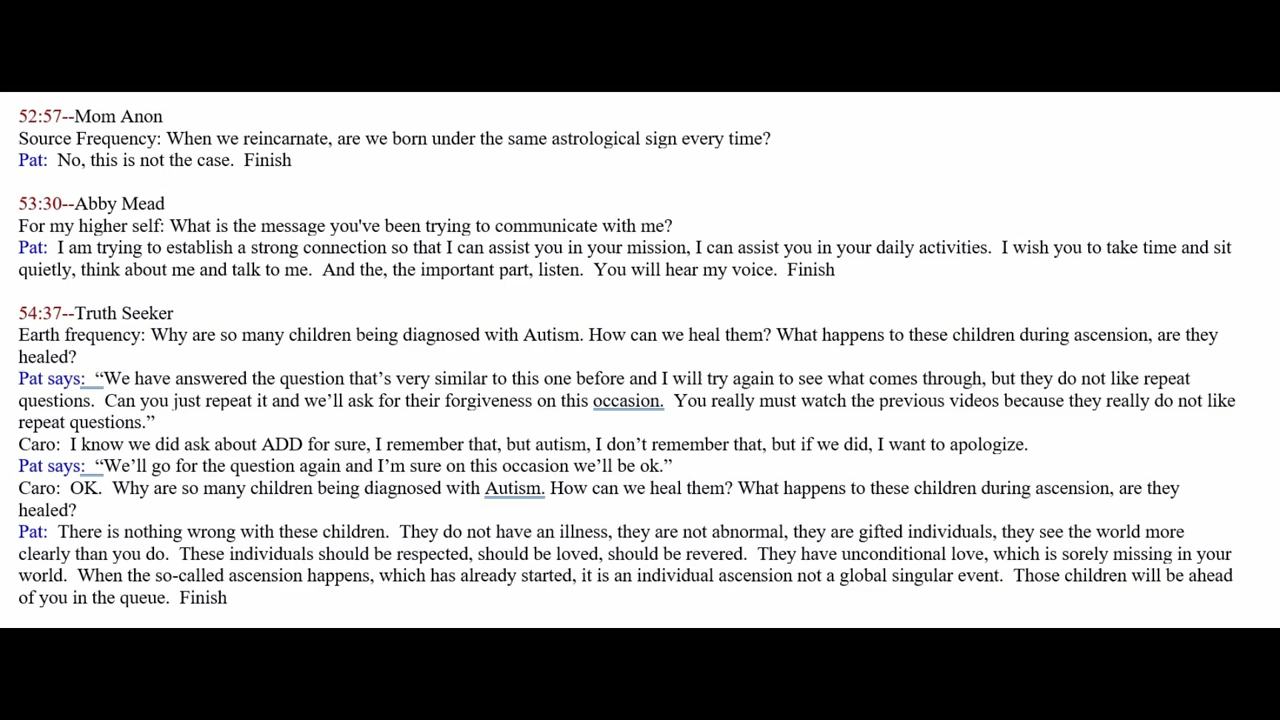 52:57--Mom Anon
Source Frequency: When we reincarnate, are we born under the same astrological sign every time?
Pat:  No, this is not the case.  Finish
53:30--Abby Mead
For my higher self: What is the message you've been trying to communicate with me?
Pat:  I am trying to establish a strong connection so that I can assist you in your mission, I can assist you in your daily activities.  I wish you to take time and sit
quietly, think about me and talk to me.  And the, the important part, listen.  You will hear my voice.  Finish
54:37--Truth Seeker
Earth frequency: Why are so many children being diagnosed with Autism. How can we heal them? What happens to these children during ascension, are they
healed?
Pat says:  “We have answered the question that’s very similar to this one before and I will try again to see what comes through, but they do not like repeat
questions.  Can you just repeat it and we’ll ask for their forgiveness on this occasion.  You really must watch the previous videos because they really do not like
repeat questions.”
Caro:  I know we did ask about ADD for sure, I remember that, but autism, I don’t remember that, but if we did, I want to apologize.
Pat says:  “We’ll go for the question again and I’m sure on this occasion we’ll be ok.”
Caro:  OK.  Why are so many children being diagnosed with Autism. How can we heal them? What happens to these children during ascension, are they
healed?
Pat:  There is nothing wrong with these children.  They do not have an illness, they are not abnormal, they are gifted individuals, they see the world more
clearly than you do.  These individuals should be respected, should be loved, should be revered.  They have unconditional love, which is sorely missing in your
world.  When the so-called ascension happens, which has already started, it is an individual ascension not a global singular event.  Those children will be ahead
of you in the queue.  Finish